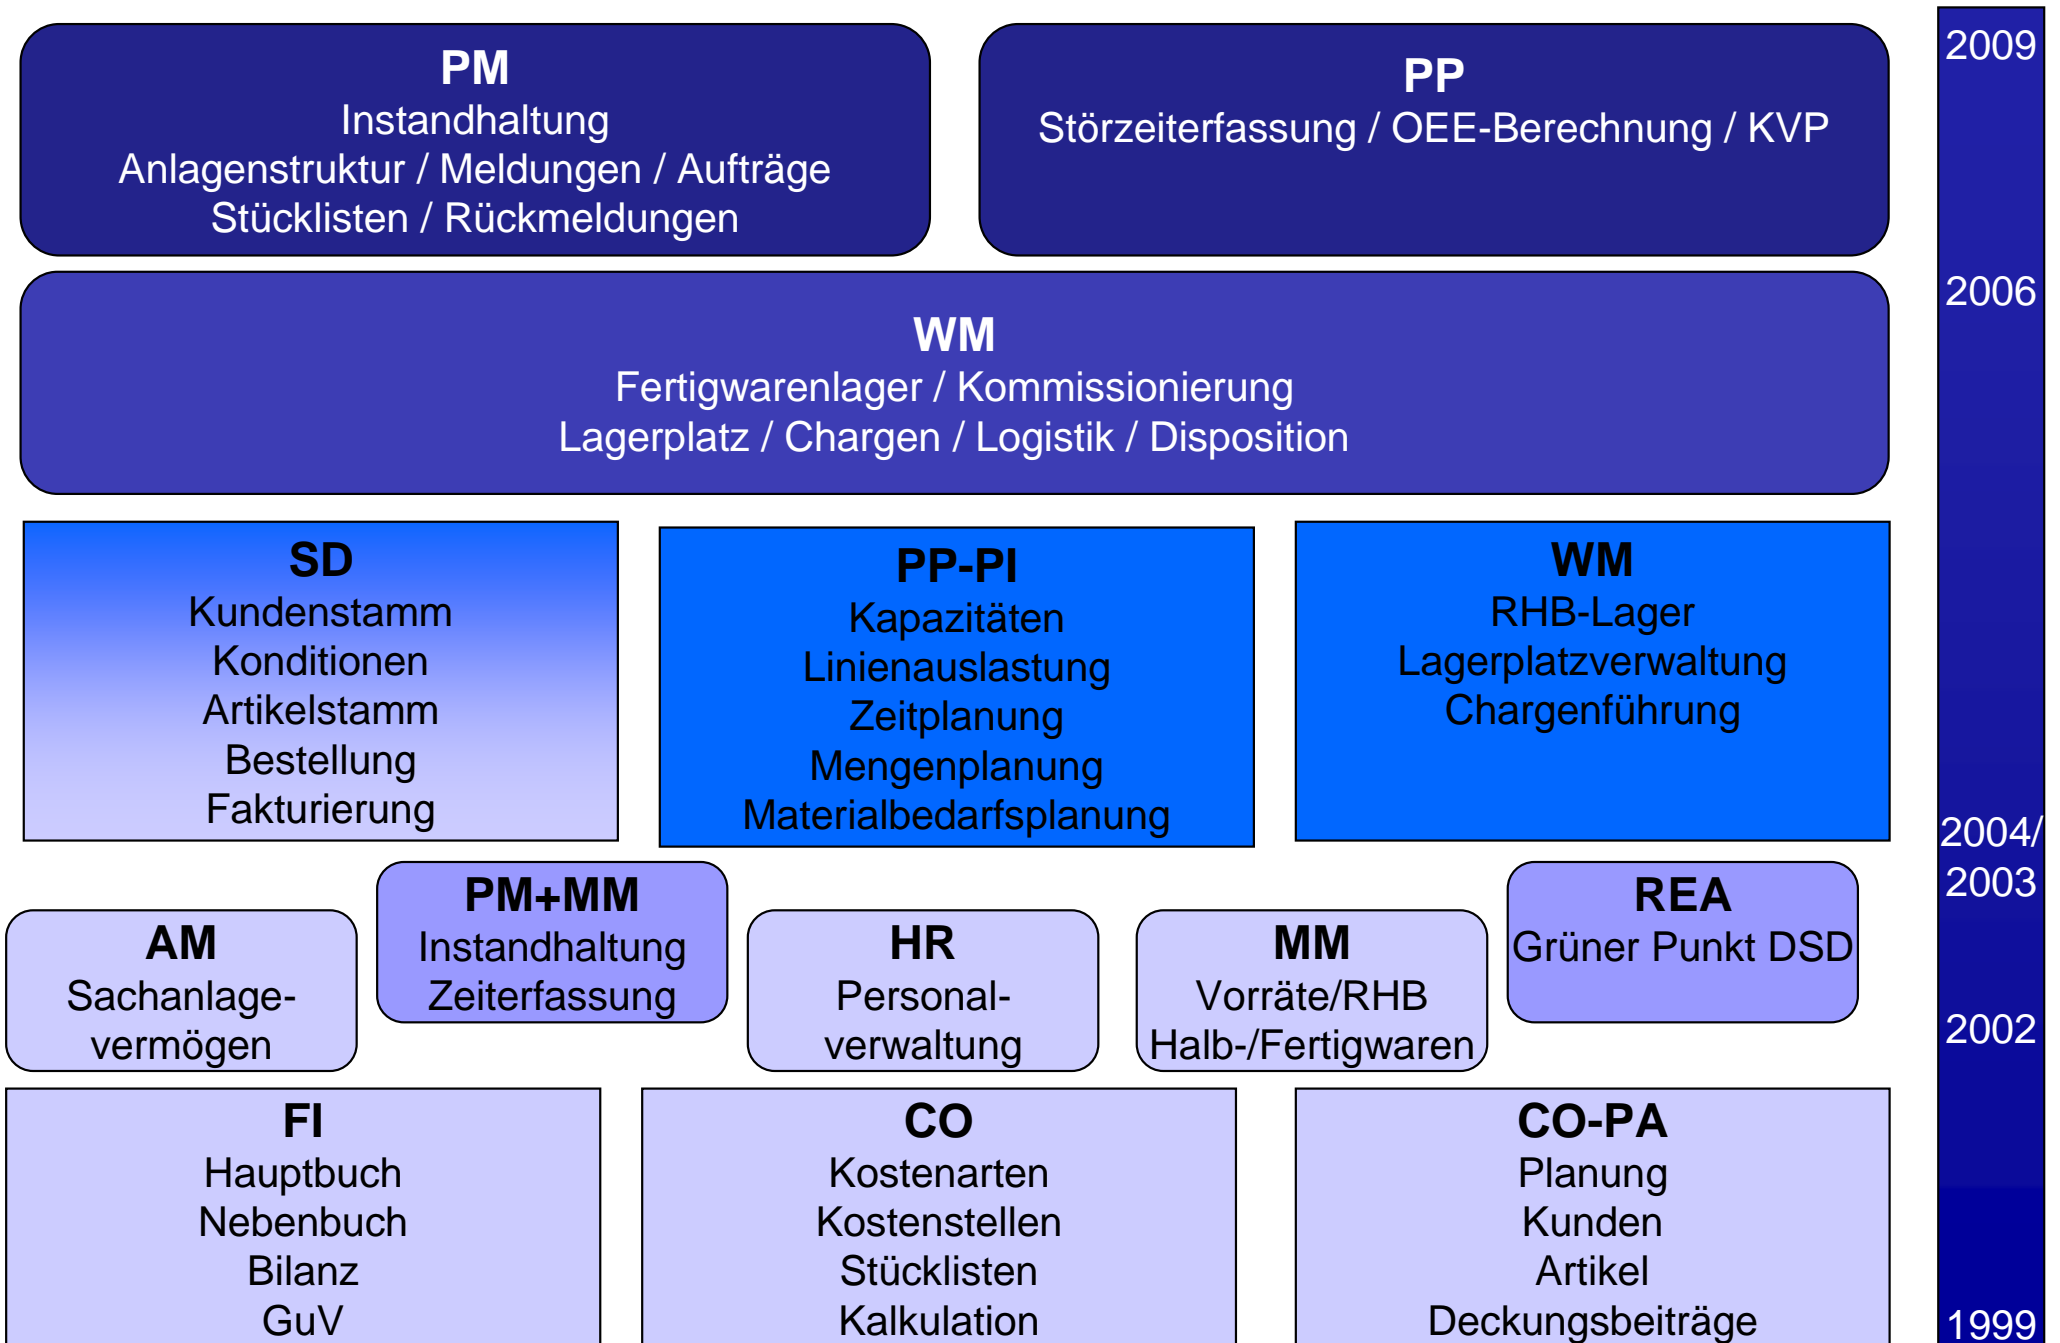 PM
Instandhaltung
Anlagenstruktur / Meldungen / Aufträge
Stücklisten / Rückmeldungen
PP
Störzeiterfassung / OEE-Berechnung / KVP
2009
WM
Fertigwarenlager / Kommissionierung
Lagerplatz / Chargen / Logistik / Disposition
2006
SD
Kundenstamm
Konditionen
Artikelstamm
Bestellung
Fakturierung
PP-PI
Kapazitäten
Linienauslastung
Zeitplanung
Mengenplanung
Materialbedarfsplanung
WM
RHB-Lager
Lagerplatzverwaltung
Chargenführung
2004/
2003
AM
Sachanlage-
vermögen
PM+MM
Instandhaltung
Zeiterfassung
HR
Personal-
verwaltung
MM
Vorräte/RHB
Halb-/Fertigwaren
REA
Grüner Punkt DSD
2002
FI
Hauptbuch
Nebenbuch
Bilanz
GuV
CO
Kostenarten
Kostenstellen
Stücklisten
Kalkulation
CO-PA
Planung
Kunden
Artikel
Deckungsbeiträge
1999